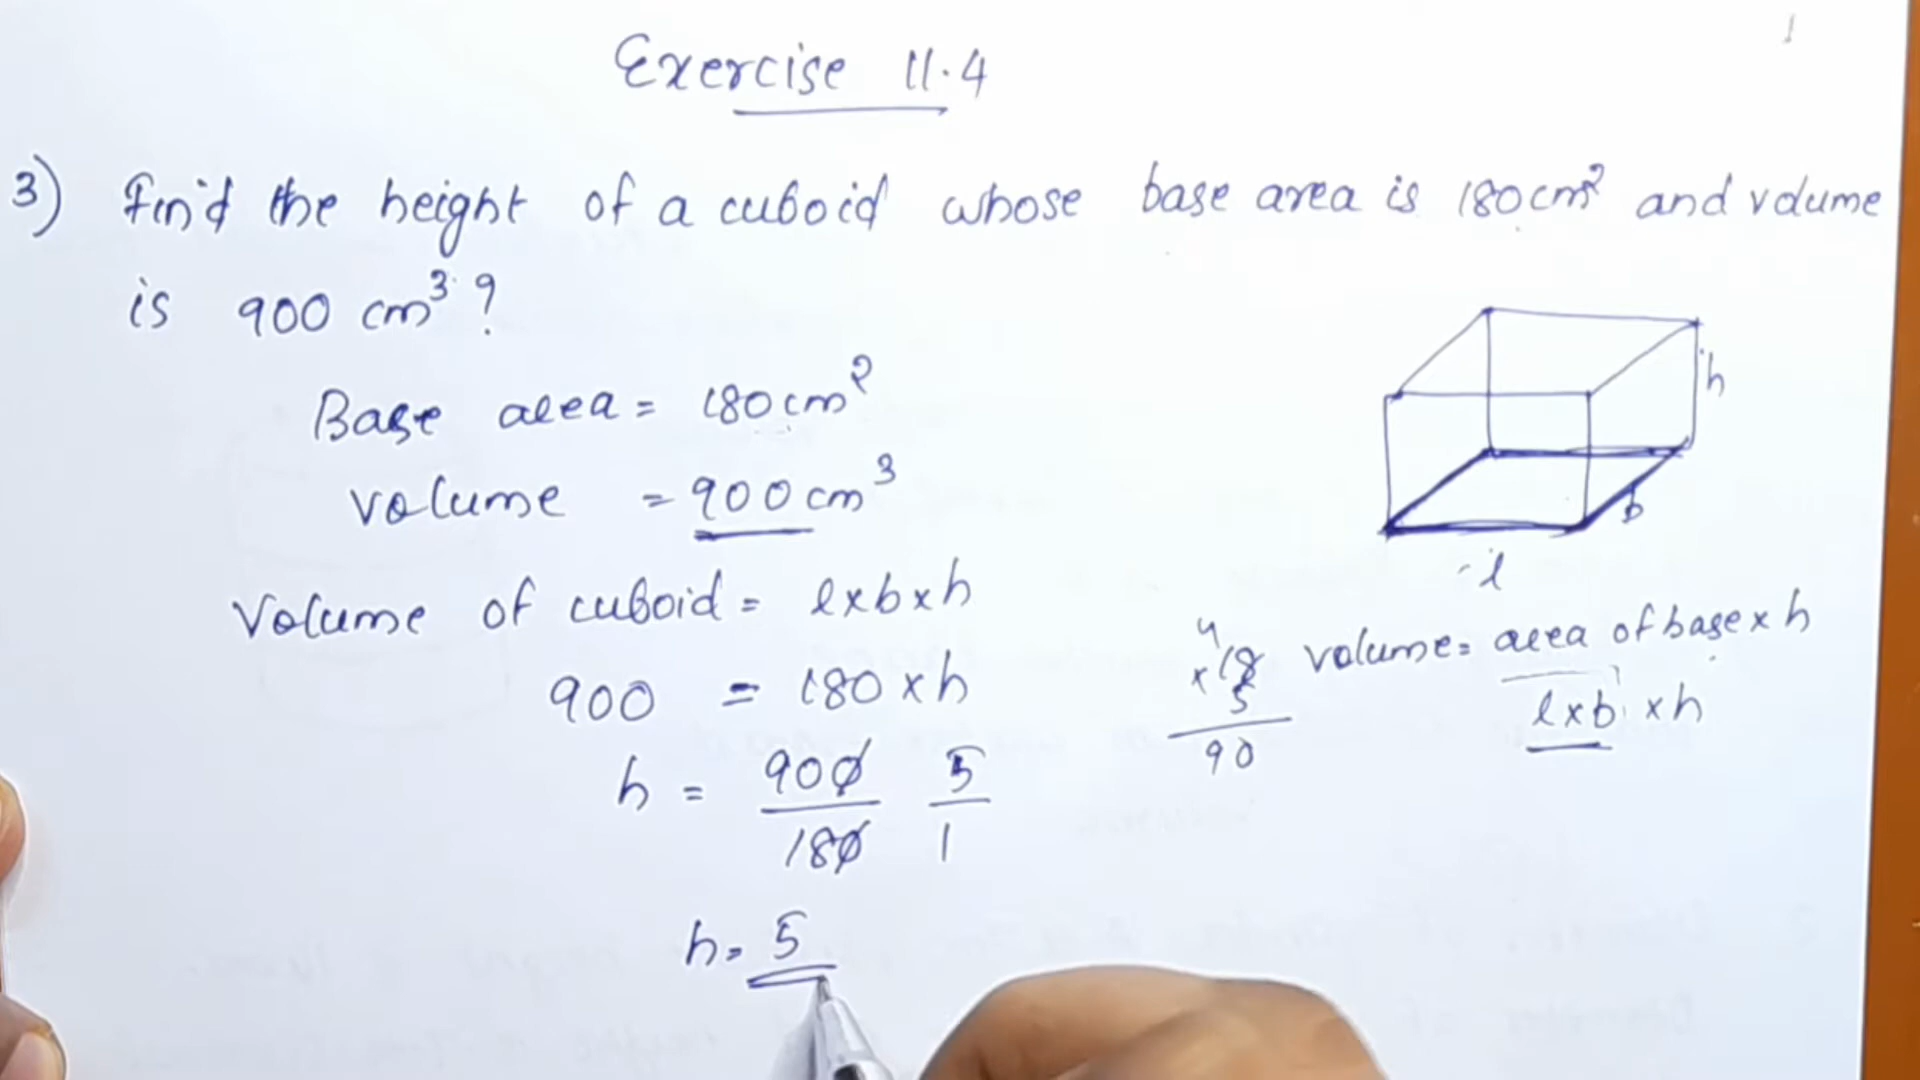 Exercise 11.4
3) Find the height of a cuboid whose base area is 180cm² and volume
is 900 cm³?
Base area = 180cm²
volume = 900cm³
Volume of cuboid = l×b×h
900 = 180×h
h = 900/180 5/1
h = 5
h
b
l
volume = area of base × h
l×b × h
4
×18
5
90